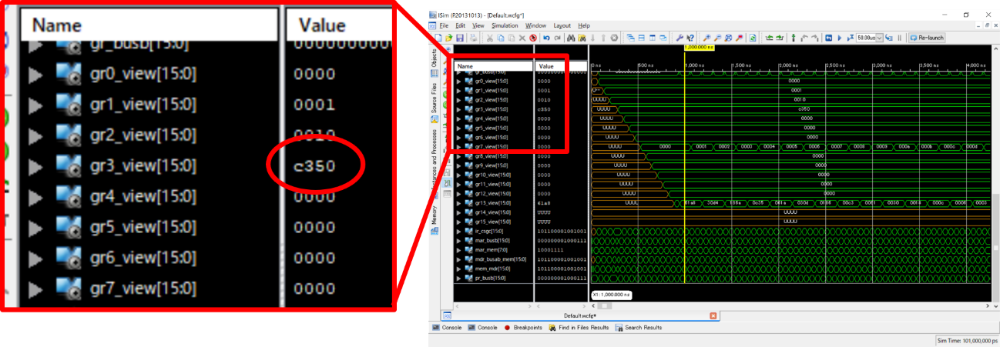 Name Value
gr_busb[15:0]
gr0_view[15:0] 0000
gr1_view[15:0] 0001
gr2_view[15:0] 0010
gr3_view[15:0] c350
gr4_view[15:0] 0000
gr5_view[15:0] 0000
gr6_view[15:0] 0000
gr7_view[15:0] 0000
ISim (P.20131013) - [Default.wcfg*]
File Edit View Simulation Window Layout Help
50.00us Re-launch
1,000.000 ns
Name Value 0 ns 500 ns 1,000 ns 1,500 ns 2,000 ns 2,500 ns 3,000 ns 3,500 ns 4,000 ns
gr_busb[15:0]
gr0_view[15:0] 0000 0000
gr1_view[15:0] 0001 0001
gr2_view[15:0] 0010 UUUU 0010
gr3_view[15:0] c350 UUUU c350
gr4_view[15:0] 0000 UUUU 0000
gr5_view[15:0] 0000 UUUU 0000
gr6_view[15:0] 0000 UUUU 0000
gr7_view[15:0] 0000 UUUU 0000 0001 0002 0003 0004 0005 0006 0007 0008 0009 000a 000b 000c 000d
gr8_view[15:0] 0000 UUUU 0000
gr9_view[15:0] 0000 UUUU 0000
gr10_view[15:0] 0000 UUUU 0000
gr11_view[15:0] 0000 UUUU 0000
gr12_view[15:0] 0000 UUUU 0000
gr13_view[15:0] 61a8 UUUU 61a8 30d4 186a 0c35 061a 030d 0186 00c3 0061 0030 0018 000c 0006 0003
gr14_view[15:0] UUUU UUUU
gr15_view[15:0] UUUU UUUU
ir_csgc[15:0] 101100001001001
mar_busb[15:0] 000000001000111
mar_mem[7:0] 10001111
mdr_busab_mem[15:0] 101100001001001
mem_mdr[15:0] 101100001001001
pr_busb[15:0] 000000001000111
X1: 1,000.000 ns
Objects
Source Files
Instances and Processes
Memory
Default.wcfg*
Console Console Breakpoints Find in Files Results Search Results
Sim Time: 101,000,000 ps